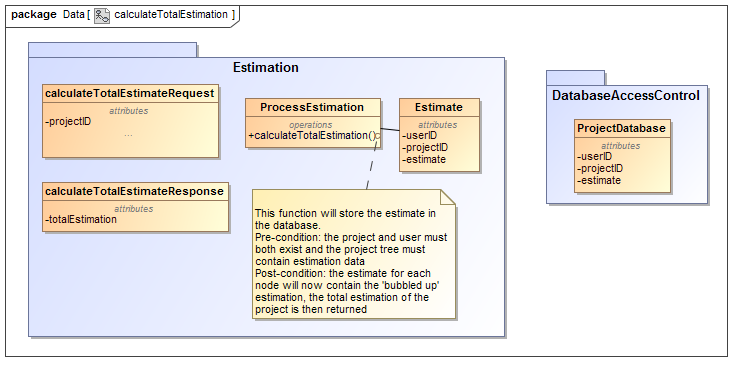 package Data [ calculateTotalEstimation ]
Estimation
calculateTotalEstimateRequest
attributes
-projectID
...
ProcessEstimation
operations
+calculateTotalEstimation()
Estimate
attributes
-userID
-projectID
-estimate
calculateTotalEstimateResponse
attributes
-totalEstimation
This function will store the estimate in
the database.
Pre-condition: the project and user must
both exist and the project tree must
contain estimation data
Post-condition: the estimate for each
node will now contain the 'bubbled up'
estimation, the total estimation of the
project is then returned
DatabaseAccessControl
ProjectDatabase
attributes
-userID
-projectID
-estimate